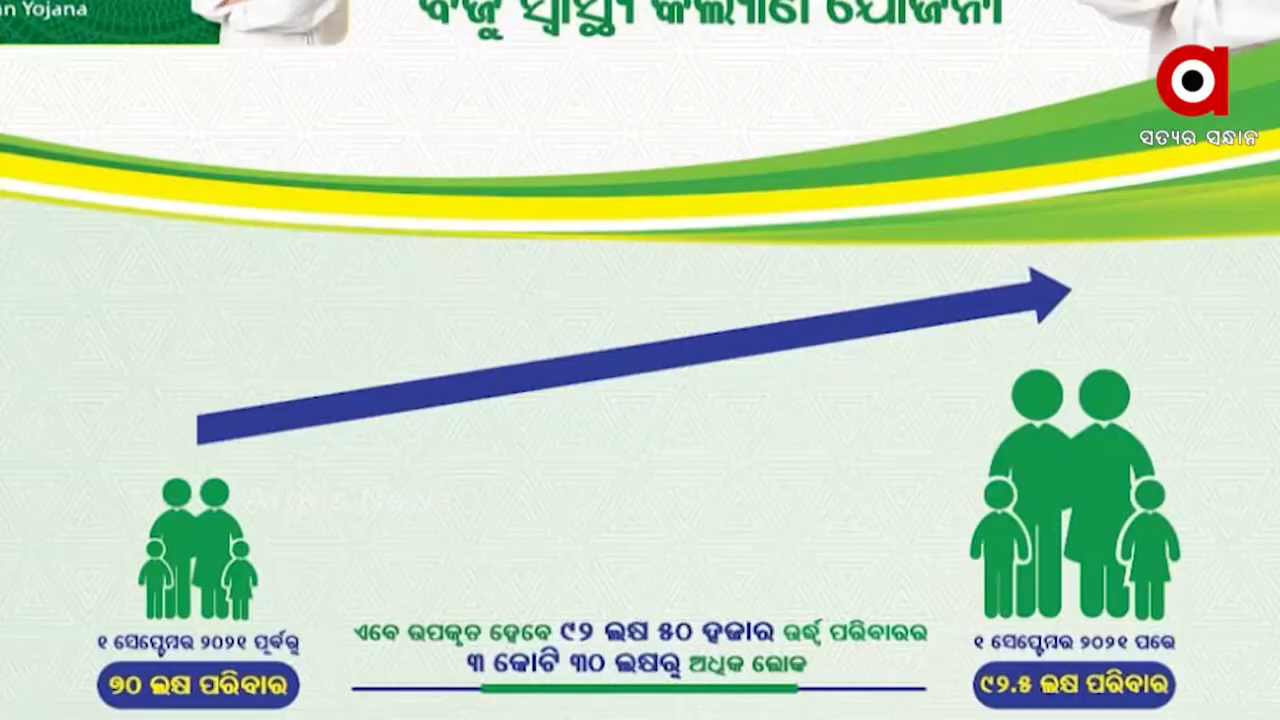 an Yojana
ବିଜୁ ସ୍ୱାସ୍ଥ୍ୟ କଲ୍ୟାଣ ଯୋଜନା
ସତ୍ୟର ସନ୍ଧାନ
୧ ସେପ୍ଟେମ୍ବର ୨୦୨୧ ପୂର୍ବରୁ
୭୦ ଲକ୍ଷ ପରିବାର
ଏବେ ଉପକୃତ ହେବେ ୯୨ ଲକ୍ଷ ୫୦ ହଜାର ଉର୍ଦ୍ଧ୍ୱ ପରିବାରର
୩ କୋଟି ୩୦ ଲକ୍ଷରୁ ଅଧିକ ଲୋକ
୧ ସେପ୍ଟେମ୍ବର ୨୦୨୧ ପରେ
୯୨.୫ ଲକ୍ଷ ପରିବାର